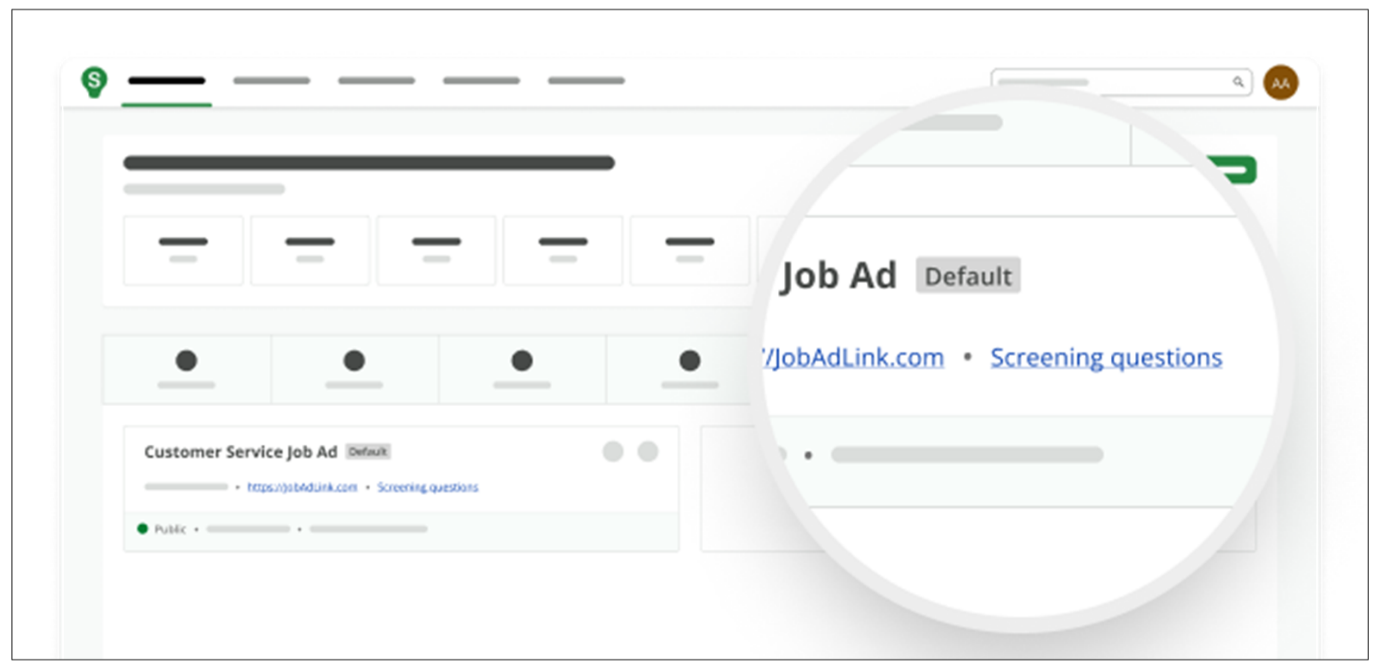 S
AA
Job Ad Default
//JobAdLink.com • Screening questions
Customer Service Job Ad Default
• https://JobAdLink.com • Screening questions
Public • •